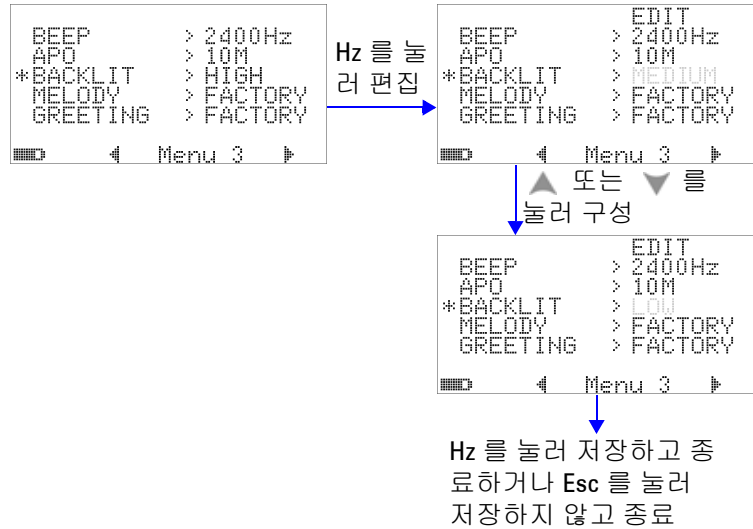 BEEP > 2400Hz
APO > 10M
*BACKLIT > HIGH
MELODY > FACTORY
GREETING > FACTORY
Menu 3
Hz 를 눌
러 편집
EDIT
BEEP > 2400Hz
APO > 10M
*BACKLIT > MEDIUM
MELODY > FACTORY
GREETING > FACTORY
Menu 3
또는 를
눌러 구성
EDIT
BEEP > 2400Hz
APO > 10M
*BACKLIT > LOW
MELODY > FACTORY
GREETING > FACTORY
Menu 3
Hz 를 눌러 저장하고 종
료하거나 Esc 를 눌러
저장하지 않고 종료